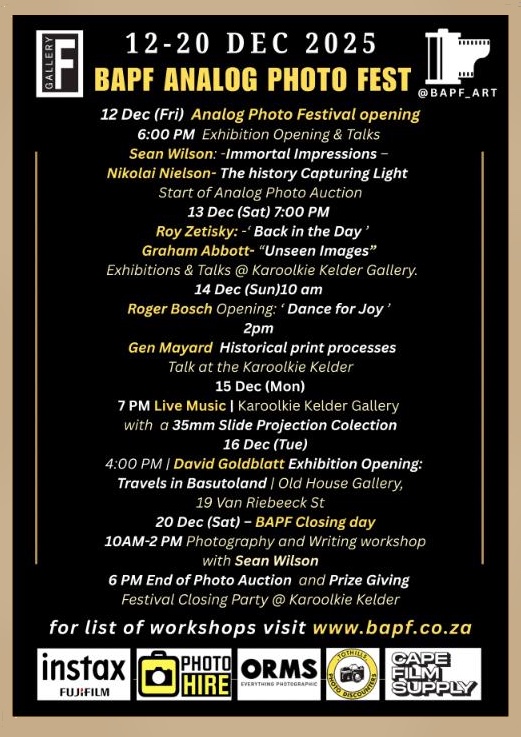 GALLERY F
12-20 DEC 2025
BAPF ANALOG PHOTO FEST
@BAPF_ART
12 Dec (Fri) Analog Photo Festival opening
6:00 PM Exhibition Opening & Talks
Sean Wilson: -Immortal Impressions –
Nikolai Nielson- The history Capturing Light
Start of Analog Photo Auction
13 Dec (Sat) 7:00 PM
Roy Zetisky: -‘ Back in the Day ’
Graham Abbott- “Unseen Images”
Exhibitions & Talks @ Karoolkie Kelder Gallery.
14 Dec (Sun)10 am
Roger Bosch Opening: ‘ Dance for Joy ’
2pm
Gen Mayard Historical print processes
Talk at the Karoolkie Kelder
15 Dec (Mon)
7 PM Live Music | Karoolkie Kelder Gallery
with a 35mm Slide Projection Colection
16 Dec (Tue)
4:00 PM | David Goldblatt Exhibition Opening:
Travels in Basutoland | Old House Gallery,
19 Van Riebeeck St
20 Dec (Sat) – BAPF Closing day
10AM-2 PM Photography and Writing workshop
with Sean Wilson
6 PM End of Photo Auction and Prize Giving
Festival Closing Party @ Karoolkie Kelder
for list of workshops visit www.bapf.co.za
instax
FUJIFILM
PHOTO
HIRE
ORMS
EVERYTHING PHOTOGRAPHIC
TOTHILLS
PHOTO DISCOUNTERS
CAPE
FILM
SUPPLY